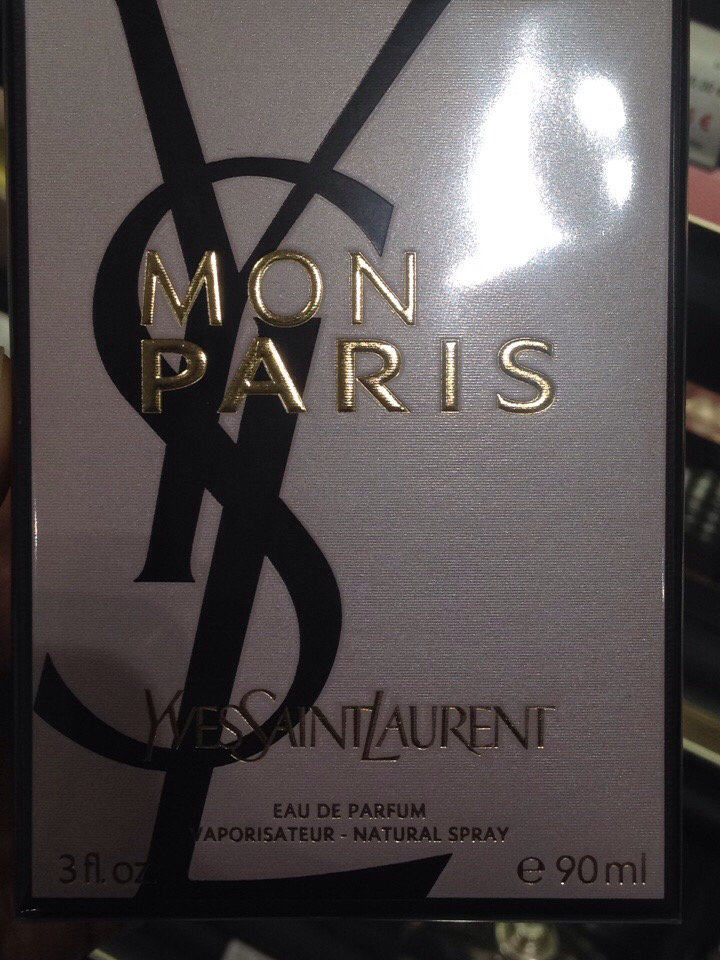 MON
PARIS
YVESSAINTLAURENT
EAU DE PARFUM
VAPORISATEUR - NATURAL SPRAY
3 fl. oz ℮ 90 ml